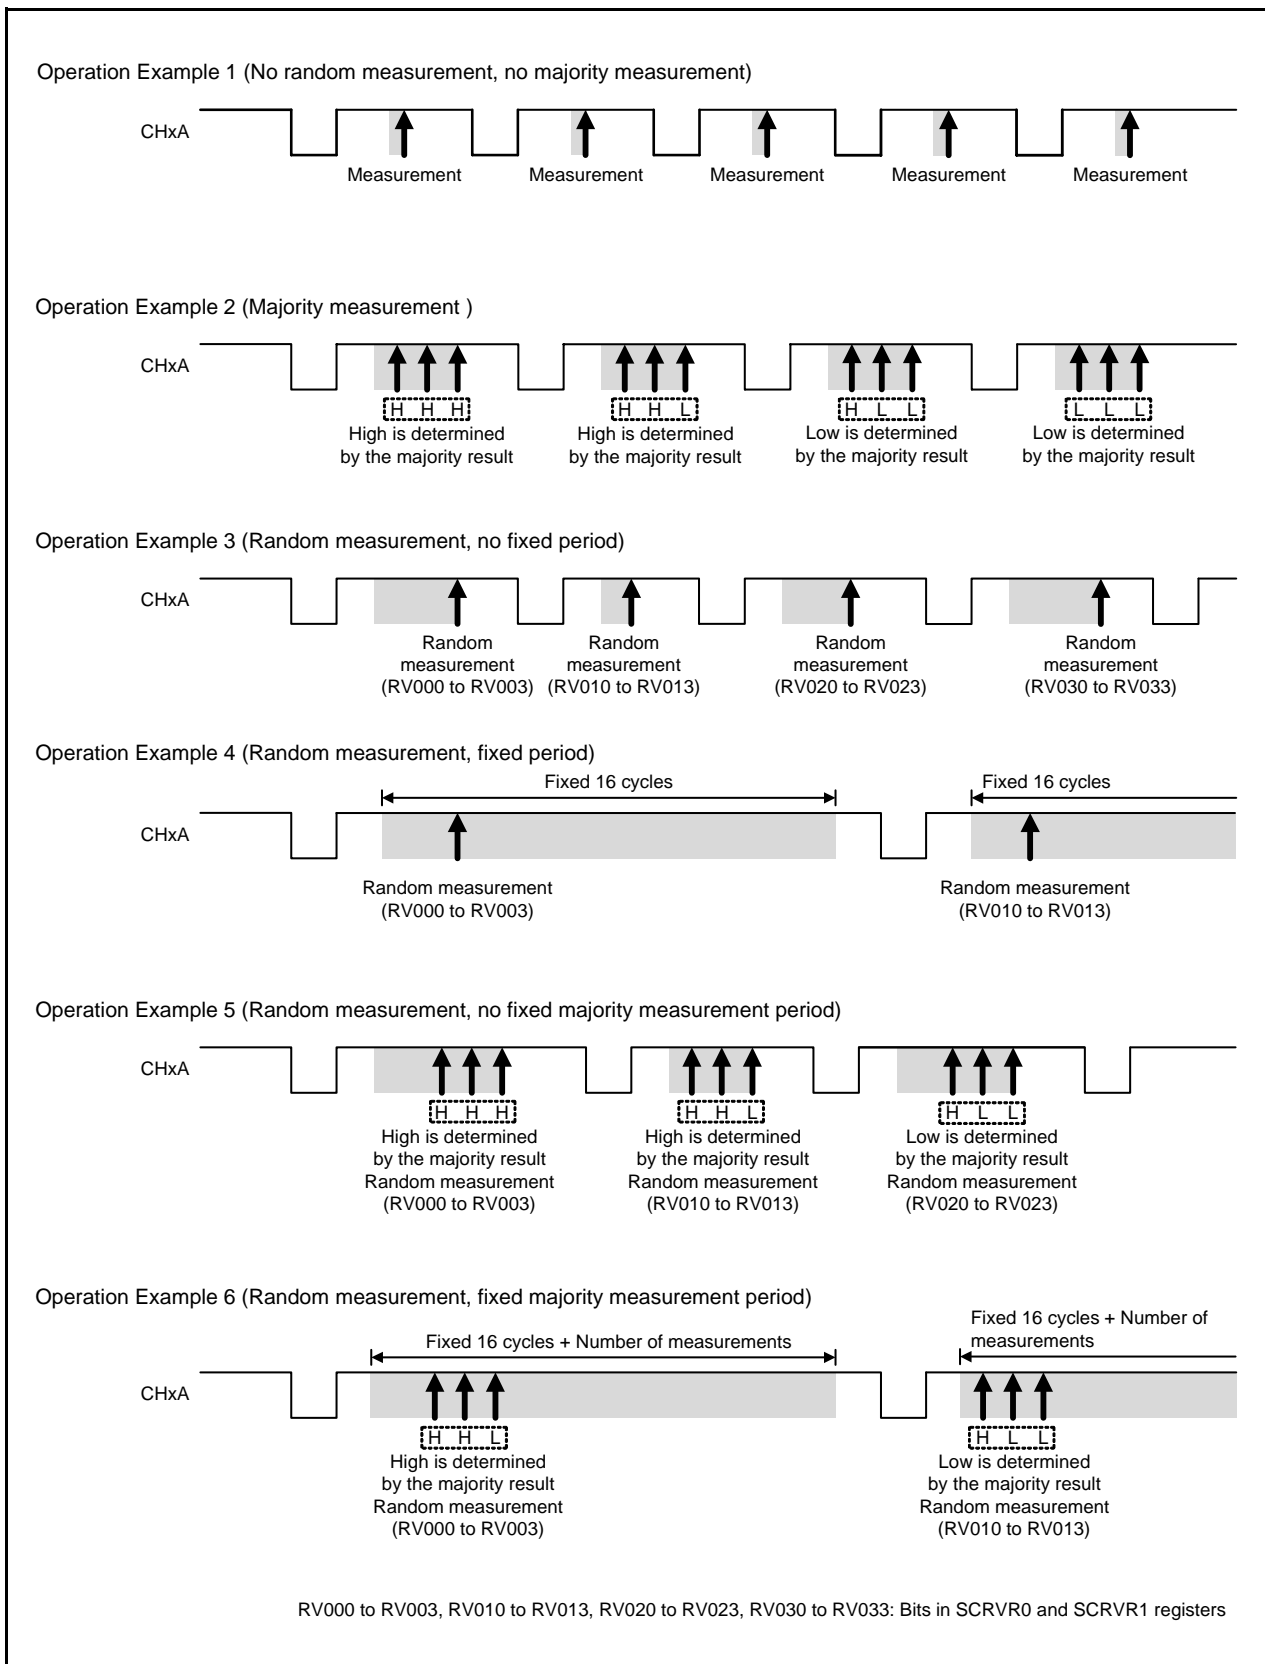 Operation Example 1 (No random measurement, no majority measurement)
CHxA
Measurement Measurement Measurement Measurement Measurement
Operation Example 2 (Majority measurement )
CHxA
H H H H H L H L L L L L
High is determined High is determined Low is determined Low is determined
by the majority result by the majority result by the majority result by the majority result
Operation Example 3 (Random measurement, no fixed period)
CHxA
Random Random Random Random
measurement measurement measurement measurement
(RV000 to RV003) (RV010 to RV013) (RV020 to RV023) (RV030 to RV033)
Operation Example 4 (Random measurement, fixed period)
Fixed 16 cycles Fixed 16 cycles
CHxA
Random measurement Random measurement
(RV000 to RV003) (RV010 to RV013)
Operation Example 5 (Random measurement, no fixed majority measurement period)
CHxA
H H H H H L H L L
High is determined High is determined Low is determined
by the majority result by the majority result by the majority result
Random measurement Random measurement Random measurement
(RV000 to RV003) (RV010 to RV013) (RV020 to RV023)
Operation Example 6 (Random measurement, fixed majority measurement period)
Fixed 16 cycles + Number of measurements
Fixed 16 cycles + Number of
measurements
CHxA
H H L H L L
High is determined Low is determined
by the majority result by the majority result
Random measurement Random measurement
(RV000 to RV003) (RV010 to RV013)
RV000 to RV003, RV010 to RV013, RV020 to RV023, RV030 to RV033: Bits in SCRVR0 and SCRVR1 registers